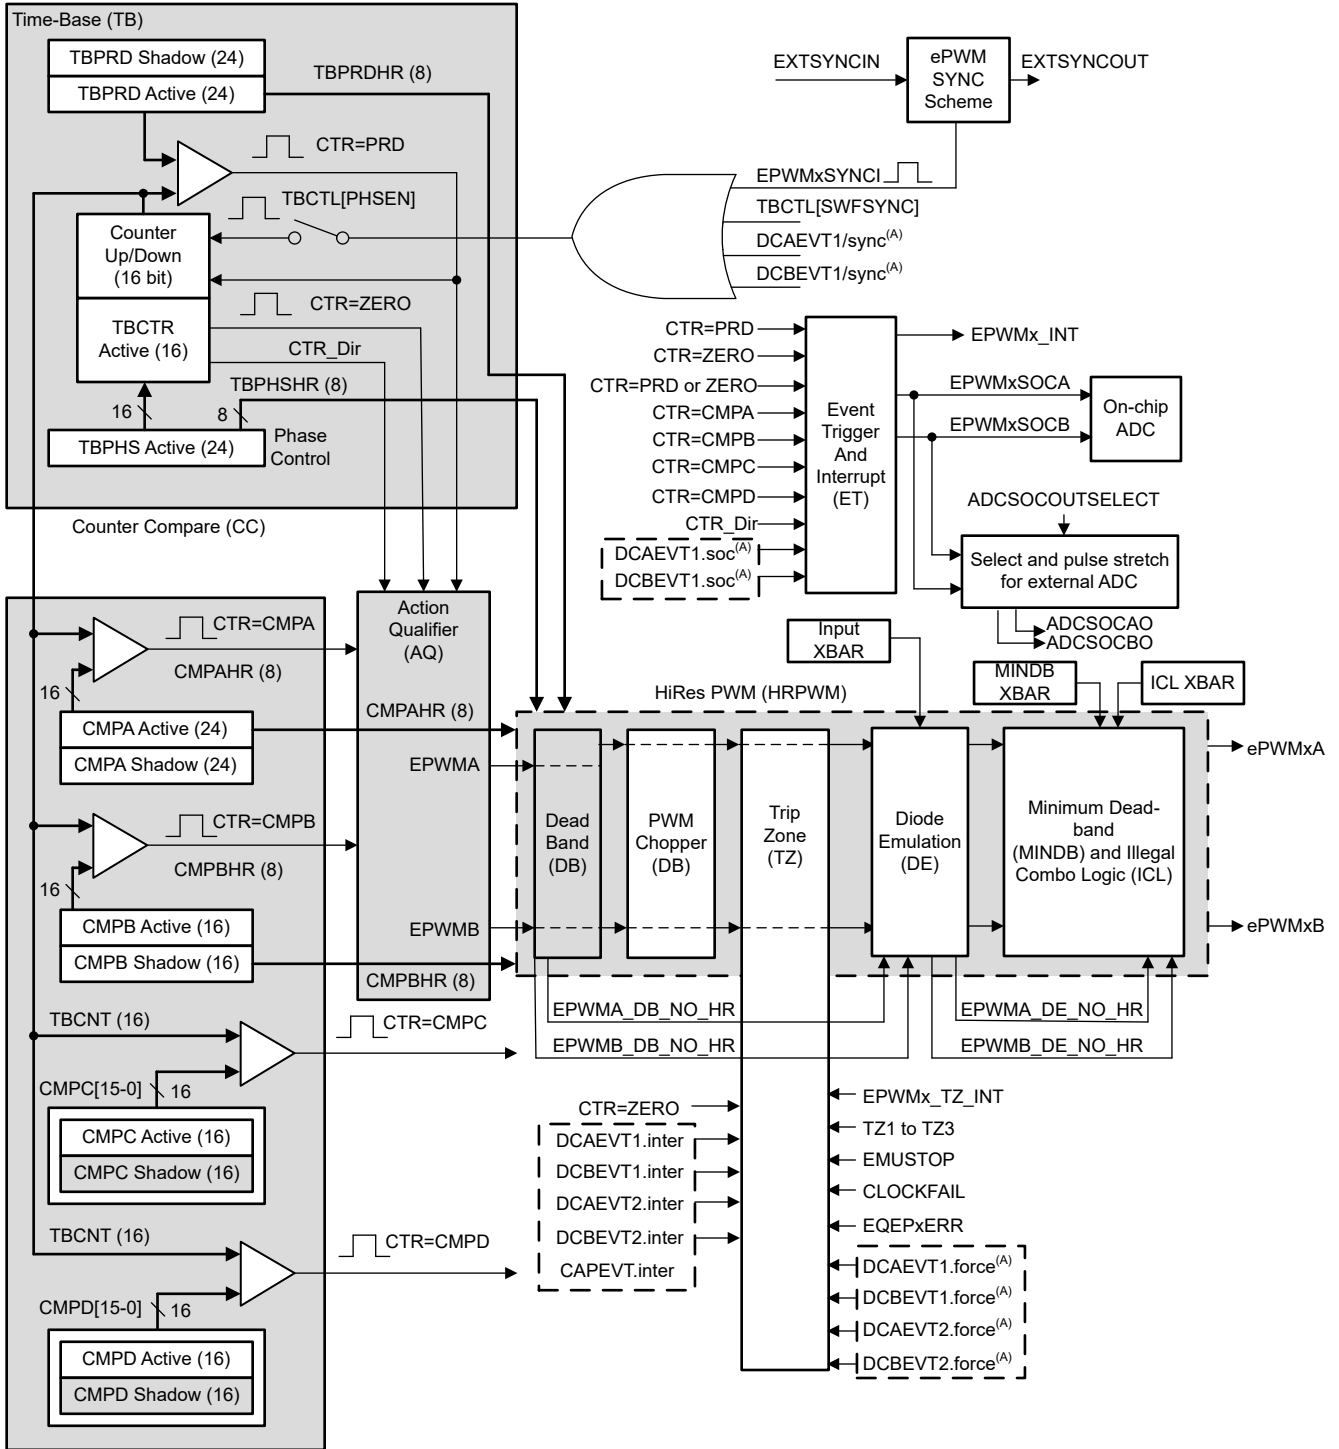 Time-Base (TB)
TBPRD Shadow (24)
TBPRD Active (24)
TBPRDHR (8)
CTR=PRD
TBCTL[PHSEN]
Counter
Up/Down
(16 bit)
CTR=ZERO
TBCTR
Active (16)
CTR_Dir
TBPHSHR (8)
16
8
TBPHS Active (24)
Phase
Control
EXTSYNCIN
ePWM
SYNC
Scheme
EXTSYNCOUT
EPWMxSYNCI
TBCTL[SWFSYNC]
DCAEVT1/sync(A)
DCBEVT1/sync(A)
CTR=PRD
CTR=ZERO
CTR=PRD or ZERO
CTR=CMPA
CTR=CMPB
CTR=CMPC
CTR=CMPD
CTR_Dir
DCAEVT1.soc(A)
DCBEVT1.soc(A)
Event
Trigger
And
Interrupt
(ET)
EPWMx_INT
EPWMxSOCA
EPWMxSOCB
On-chip
ADC
ADCSOCOUTSELECT
Select and pulse stretch
for external ADC
ADCSOCAO
ADCSOCBO
Counter Compare (CC)
CTR=CMPA
CMPAHR (8)
16
CMPA Active (24)
CMPA Shadow (24)
CTR=CMPB
CMPBHR (8)
16
CMPB Active (16)
CMPB Shadow (16)
TBCNT (16)
CTR=CMPC
CMPC[15-0]
16
CMPC Active (16)
CMPC Shadow (16)
TBCNT (16)
CTR=CMPD
CMPD[15-0]
16
CMPD Active (16)
CMPD Shadow (16)
Action
Qualifier
(AQ)
CMPAHR (8)
EPWMA
EPWMB
CMPBHR (8)
HiRes PWM (HRPWM)
Input
XBAR
MINDB
XBAR
ICL XBAR
Dead
Band
(DB)
PWM
Chopper
(DB)
Trip
Zone
(TZ)
Diode
Emulation
(DE)
Minimum Dead-
band
(MINDB) and Illegal
Combo Logic (ICL)
ePWMxA
ePWMxB
EPWMA_DB_NO_HR
EPWMB_DB_NO_HR
EPWMA_DE_NO_HR
EPWMB_DE_NO_HR
CTR=ZERO
DCAEVT1.inter
DCBEVT1.inter
DCAEVT2.inter
DCBEVT2.inter
CAPEVT.inter
EPWMx_TZ_INT
TZ1 to TZ3
EMUSTOP
CLOCKFAIL
EQEPxERR
DCAEVT1.force(A)
DCBEVT1.force(A)
DCAEVT2.force(A)
DCBEVT2.force(A)